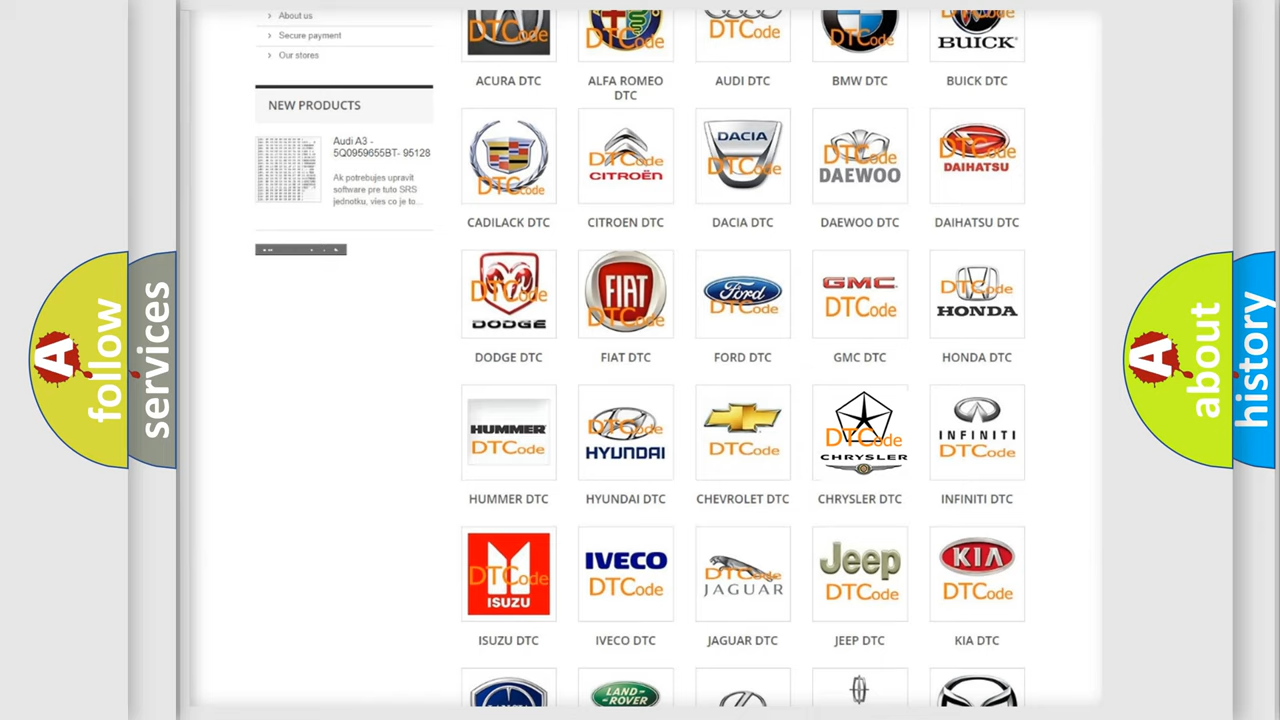 About us
Secure payment
Our stores
NEW PRODUCTS
Audi A3 -
5Q0959655BT- 95128
Ak potrebujes upravit
software pre tuto SRS
jednotku, vies co je to...
DTCode
DTCode
DTCode
DTCode
BUICK
ACURA DTC
ALFA ROMEO
DTC
AUDI DTC
BMW DTC
BUICK DTC
DTCode
DTCode
CITROËN
DACIA
DTCode
DTCode
DAEWOO
DTCode
DAIHATSU
CADILACK DTC
CITROEN DTC
DACIA DTC
DAEWOO DTC
DAIHATSU DTC
DTCode
DODGE
FIAT
DTCode
Ford
DTCode
GMC
DTCode
DTCode
HONDA
DODGE DTC
FIAT DTC
FORD DTC
GMC DTC
HONDA DTC
HUMMER
DTCode
DTCode
HYUNDAI
DTCode
DTCode
CHRYSLER
INFINITI
DTCode
HUMMER DTC
HYUNDAI DTC
CHEVROLET DTC
CHRYSLER DTC
INFINITI DTC
DTCode
ISUZU
IVECO
DTCode
DTCode
JAGUAR
Jeep
DTCode
KIA
DTCode
ISUZU DTC
IVECO DTC
JAGUAR DTC
JEEP DTC
KIA DTC
LAND-
ROVER
A
follow
services
A
about
history